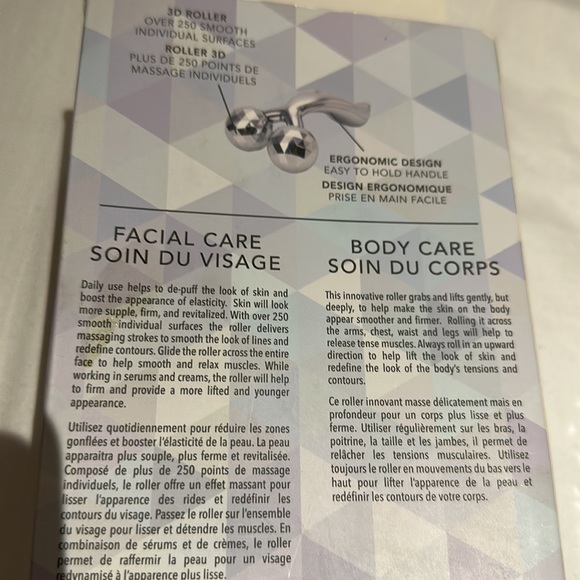 3D ROLLER
OVER 250 SMOOTH
INDIVIDUAL SURFACES
ROLLER 3D
PLUS DE 250 POINTS DE
MASSAGE INDIVIDUELS
ERGONOMIC DESIGN
EASY TO HOLD HANDLE
DESIGN ERGONOMIQUE
PRISE EN MAIN FACILE
FACIAL CARE
SOIN DU VISAGE
Daily use helps to de-puff the look of skin and
boost the appearance of elasticity. Skin will look
more supple, firm, and revitalized. With over 250
smooth individual surfaces the roller delivers
massaging strokes to smooth the look of lines and
redefine contours. Glide the roller across the entire
face to help smooth and relax muscles. While
working in serums and creams, the roller will help
to firm and provide a more lifted and younger
appearance.
Utilisez quotidiennement pour réduire les zones
gonflées et booster l'élasticité de la peau. La peau
apparaitra plus souple, plus ferme et revitalisée.
Composé de plus de 250 points de massage
individuels, le roller offre un effet massant pour
lisser l'apparence des rides et redéfinir les
contours du visage. Passez le roller sur l'ensemble
du visage pour lisser et détendre les muscles. En
combinaison de sérums et de crèmes, le roller
permet de raffermir la peau pour un visage
redynamisé à l'apparence plus lisse.
BODY CARE
SOIN DU CORPS
This innovative roller grabs and lifts gently, but
deeply, to help make the skin on the body
appear smoother and firmer. Rolling it across
the arms, chest, waist and legs will help to
release tense muscles. Always roll in an upward
direction to help lift the look of skin and
redefine the look of the body's tensions and
contours.
Ce roller innovant masse délicatement mais en
profondeur pour un corps plus lisse et plus
ferme. Utiliser régulièrement sur les bras, la
poitrine, la taille et les jambes, il permet de
relâcher les tensions musculaires. Utilisez
toujours le roller en mouvements du bas vers le
haut pour lifter l'apparence de la peau et
redéfinir les contours de votre corps.